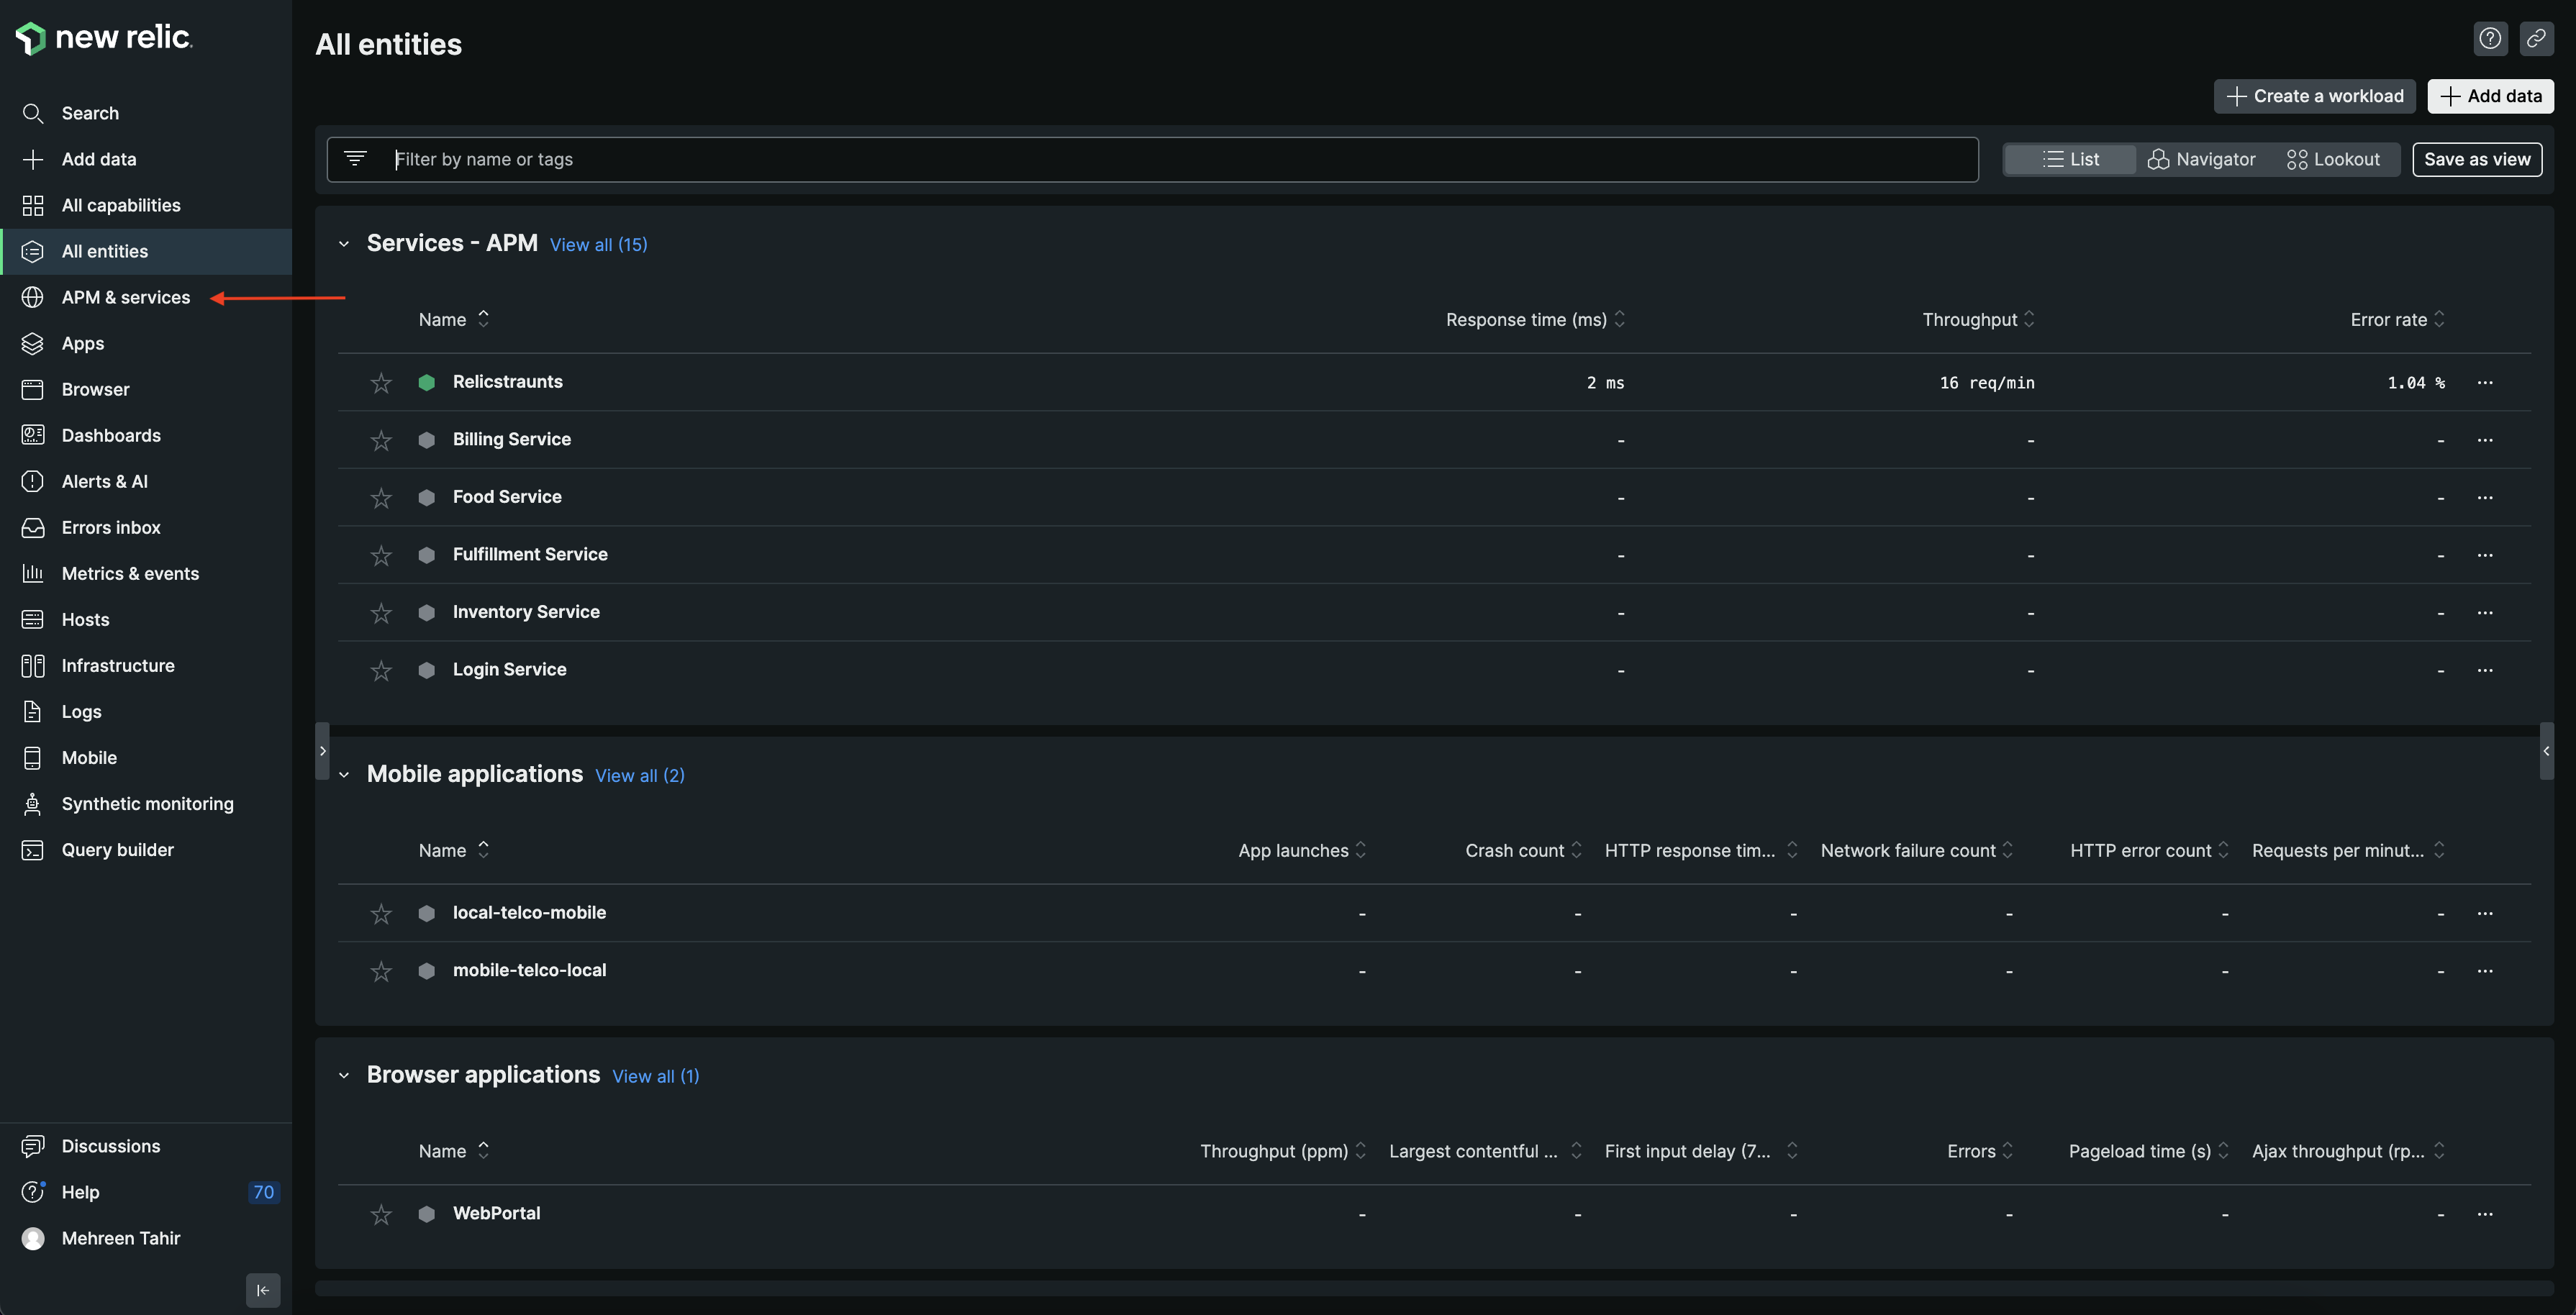 new relic.
Search
Add data
All capabilities
All entities
APM & services
Apps
Browser
Dashboards
Alerts & AI
Errors inbox
Metrics & events
Hosts
Infrastructure
Logs
Mobile
Synthetic monitoring
Query builder
Discussions
Help 70
Mehreen Tahir
All entities
Create a workload Add data
Filter by name or tags List Navigator Lookout Save as view
Services - APM View all (15)
Name Response time (ms) Throughput Error rate
Relicstraunts 2 ms 16 req/min 1.04 % ...
Billing Service - - - ...
Food Service - - - ...
Fulfillment Service - - - ...
Inventory Service - - - ...
Login Service - - - ...
Mobile applications View all (2)
Name App launches Crash count HTTP response tim... Network failure count HTTP error count Requests per minut...
local-telco-mobile - - - - - - ...
mobile-telco-local - - - - - - ...
Browser applications View all (1)
Name Throughput (ppm) Largest contentful ... First input delay (7... Errors Pageload time (s) Ajax throughput (rp...
WebPortal - - - - - - ...